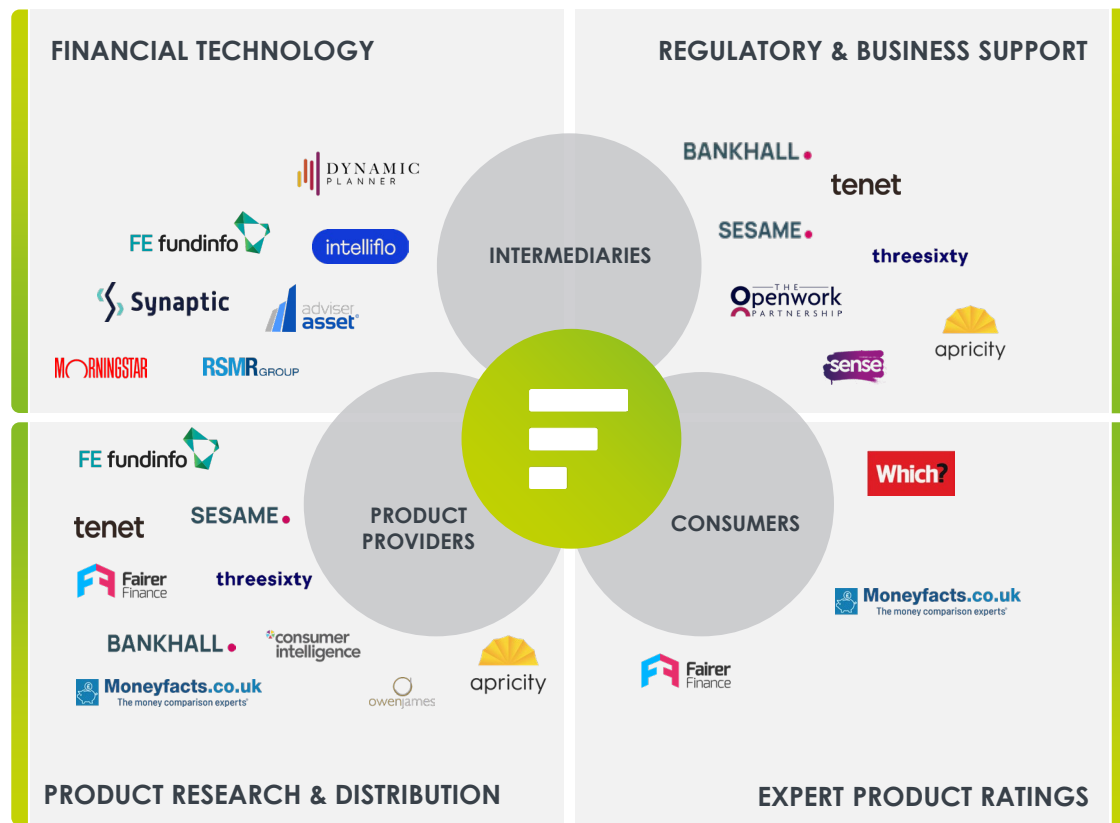 FINANCIAL TECHNOLOGY
REGULATORY & BUSINESS SUPPORT
DYNAMIC
PLANNER
FE fundinfo
intelliflo
Synaptic
adviser
asset
MORNINGSTAR
RSMR GROUP
INTERMEDIARIES
BANKHALL.
tenet
SESAME.
threesixty
THE
Openwork
PARTNERSHIP
apricity
sense
FE fundinfo
tenet
SESAME.
Fairer
Finance
threesixty
BANKHALL.
consumer
intelligence
Moneyfacts.co.uk
The money comparison experts'
owenjames
apricity
PRODUCT
PROVIDERS
CONSUMERS
Which?
Moneyfacts.co.uk
The money comparison experts'
Fairer
Finance
PRODUCT RESEARCH & DISTRIBUTION
EXPERT PRODUCT RATINGS